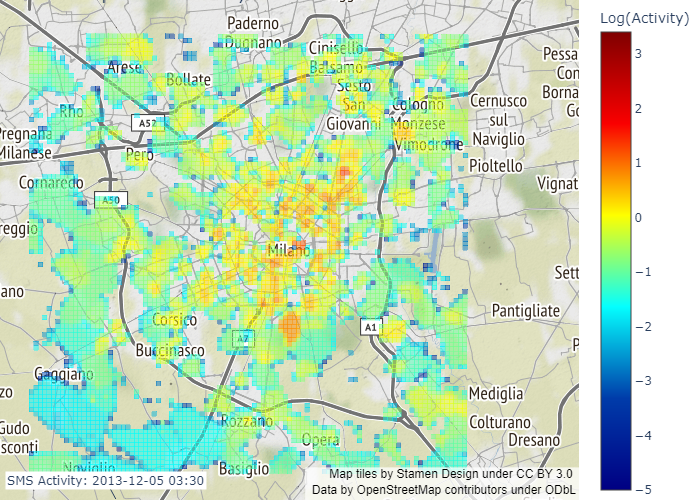 Paderno
Dugnano
Cinisello
Balsamo
Arese
Bollate
Sesto
San
Giovanni
Cologno
Monzese
Vimodrone
Cernusco
sul
Naviglio
Pioltello
Pessa
Con
Borna
Go
Rho
A52
Pregnana
Milanese
Pero
Cornaredo
A50
Vignat
reggio
Milano
Sett
ano
Pantigliate
Corsico
A7
A1
Buccinasco
P
Gaggiano
zo
Mediglia
Gudo
sconti
Rozzano
Opera
Colturano
Dresano
Noviglio
Basiglio
SMS Activity: 2013-12-05 03:30
Map tiles by Stamen Design under CC BY 3.0
Data by OpenStreetMap contributors under ODbL
Log(Activity)
3
2
1
0
−1
−2
−3
−4
−5